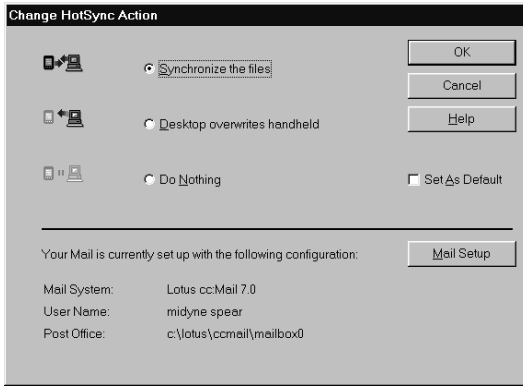 Change HotSync Action
Synchronize the files
OK
Cancel
Desktop overwrites handheld
Help
Do Nothing
Set As Default
Your Mail is currently set up with the following configuration:
Mail Setup
Mail System: Lotus cc:Mail 7.0
User Name: midyne spear
Post Office: c:\lotus\ccmail\mailbox0